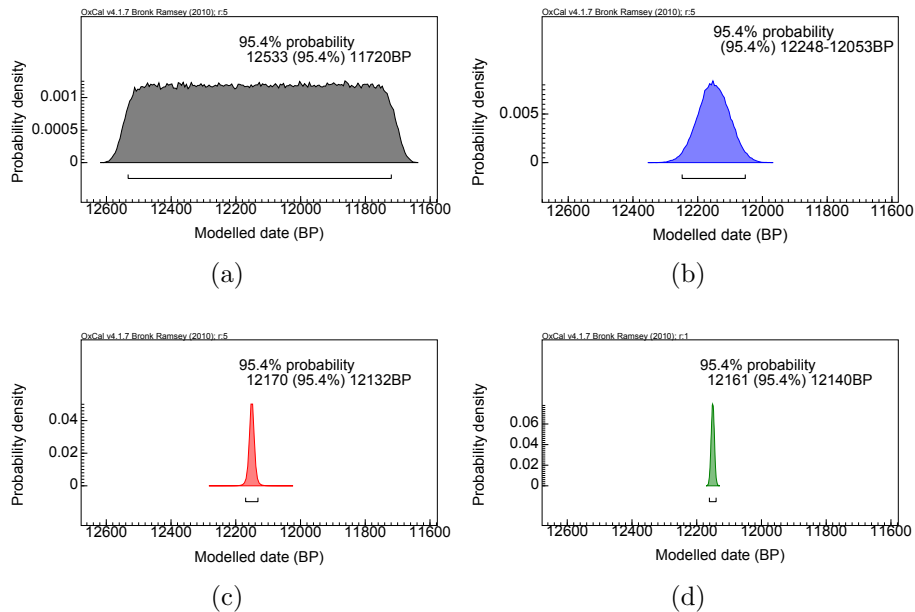 OxCal v4.1.7 Bronk Ramsey (2010); r:5
95.4% probability
12533 (95.4%) 11720BP
Probability density
0.001
0.0005
0
12600 12400 12200 12000 11800 11600
Modelled date (BP)
(a)
OxCal v4.1.7 Bronk Ramsey (2010); r:5
95.4% probability
(95.4%) 12248-12053BP
Probability density
0.005
0
12600 12400 12200 12000 11800 11600
Modelled date (BP)
(b)
OxCal v4.1.7 Bronk Ramsey (2010); r:5
95.4% probability
12170 (95.4%) 12132BP
Probability density
0.04
0.02
0
12600 12400 12200 12000 11800 11600
Modelled date (BP)
(c)
OxCal v4.1.7 Bronk Ramsey (2010); r:1
95.4% probability
12161 (95.4%) 12140BP
Probability density
0.06
0.04
0.02
0
12600 12400 12200 12000 11800 11600
Modelled date (BP)
(d)